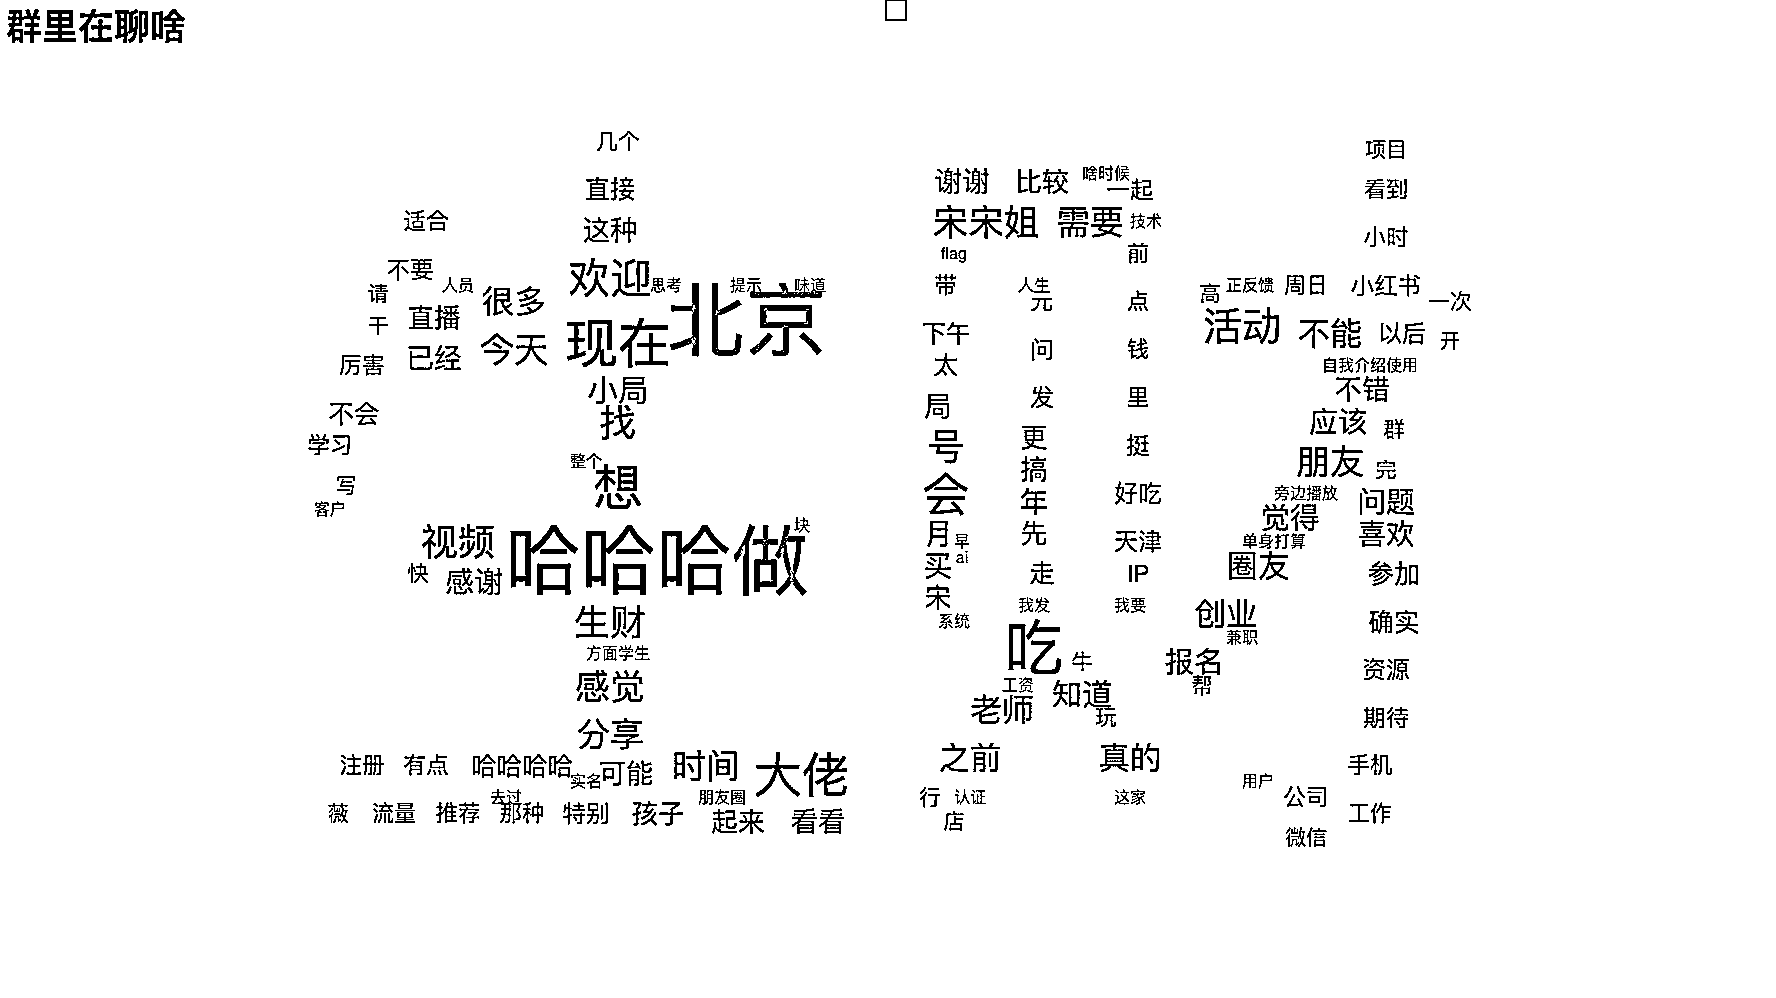 群里在聊啥
几个
项目
直接
谢谢 比较 啥时候 一起
看到
适合 这种
宋宋姐 需要 技术
小时
flag 前
不要 人员 很多 欢迎 思考 北京 提示 味道
请 直播 今天 现在
干 已经
带 人生 元 点
高 正反馈 周日 小红书 一次
活动 不能 以后 开
下午 问 钱
厉害
太
自我介绍使用
小局
不错
不会 找
局 发 里
应该 群
学习
号 更 挺
整个
朋友 完
写 想
搞
客户
会 年 好吃
旁边播放 问题
觉得
视频 哈哈哈做 块
月 早 先 天津
单身打算 喜欢
快 感谢
买 ai 走 IP
圈友 参加
宋 我发 我要
生财
系统
创业 确实
兼职
方面学生
吃 牛
报名 资源
感觉
工资 知道
帮
老师 玩
期待
分享
注册 有点 哈哈哈哈 实名 可能 时间 大佬
之前 真的
手机
用户
去过 朋友圈
行 认证 这家
公司
薇 流量 推荐 那种 特别 孩子 起来 看看
店
工作
微信